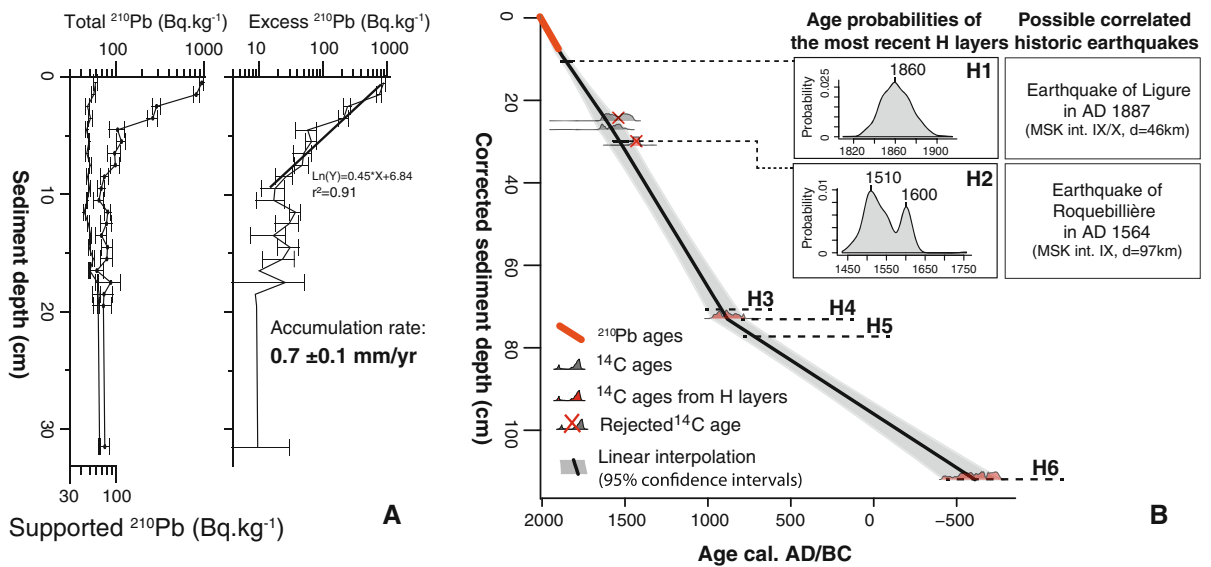 Total ²¹⁰Pb (Bq.kg⁻¹)
100 1000
Excess ²¹⁰Pb (Bq.kg⁻¹)
10 100 1000
Sediment depth (cm)
0
10
20
30
Ln(Y)=0.45*X+6.84
r²=0.91
Accumulation rate:
0.7 ±0.1 mm/yr
30 100
Supported ²¹⁰Pb (Bq.kg⁻¹)
A
Corrected sediment depth (cm)
0
20
40
60
80
100
Age probabilities of
the most recent H layers
Possible correlated
historic earthquakes
H1
Probability
0.025
0
1860
1820 1860 1900
Earthquake of Ligure
in AD 1887
(MSK int. IX/X, d=46km)
H2
Probability
0.01
0
1510
1600
1450 1550 1650 1750
Earthquake of
Roquebillière
in AD 1564
(MSK int. IX, d=97km)
H3
H4
H5
H6
²¹⁰Pb ages
¹⁴C ages
¹⁴C ages from H layers
Rejected¹⁴C age
Linear interpolation
(95% confidence intervals)
2000 1500 1000 500 0 −500
Age cal. AD/BC
B